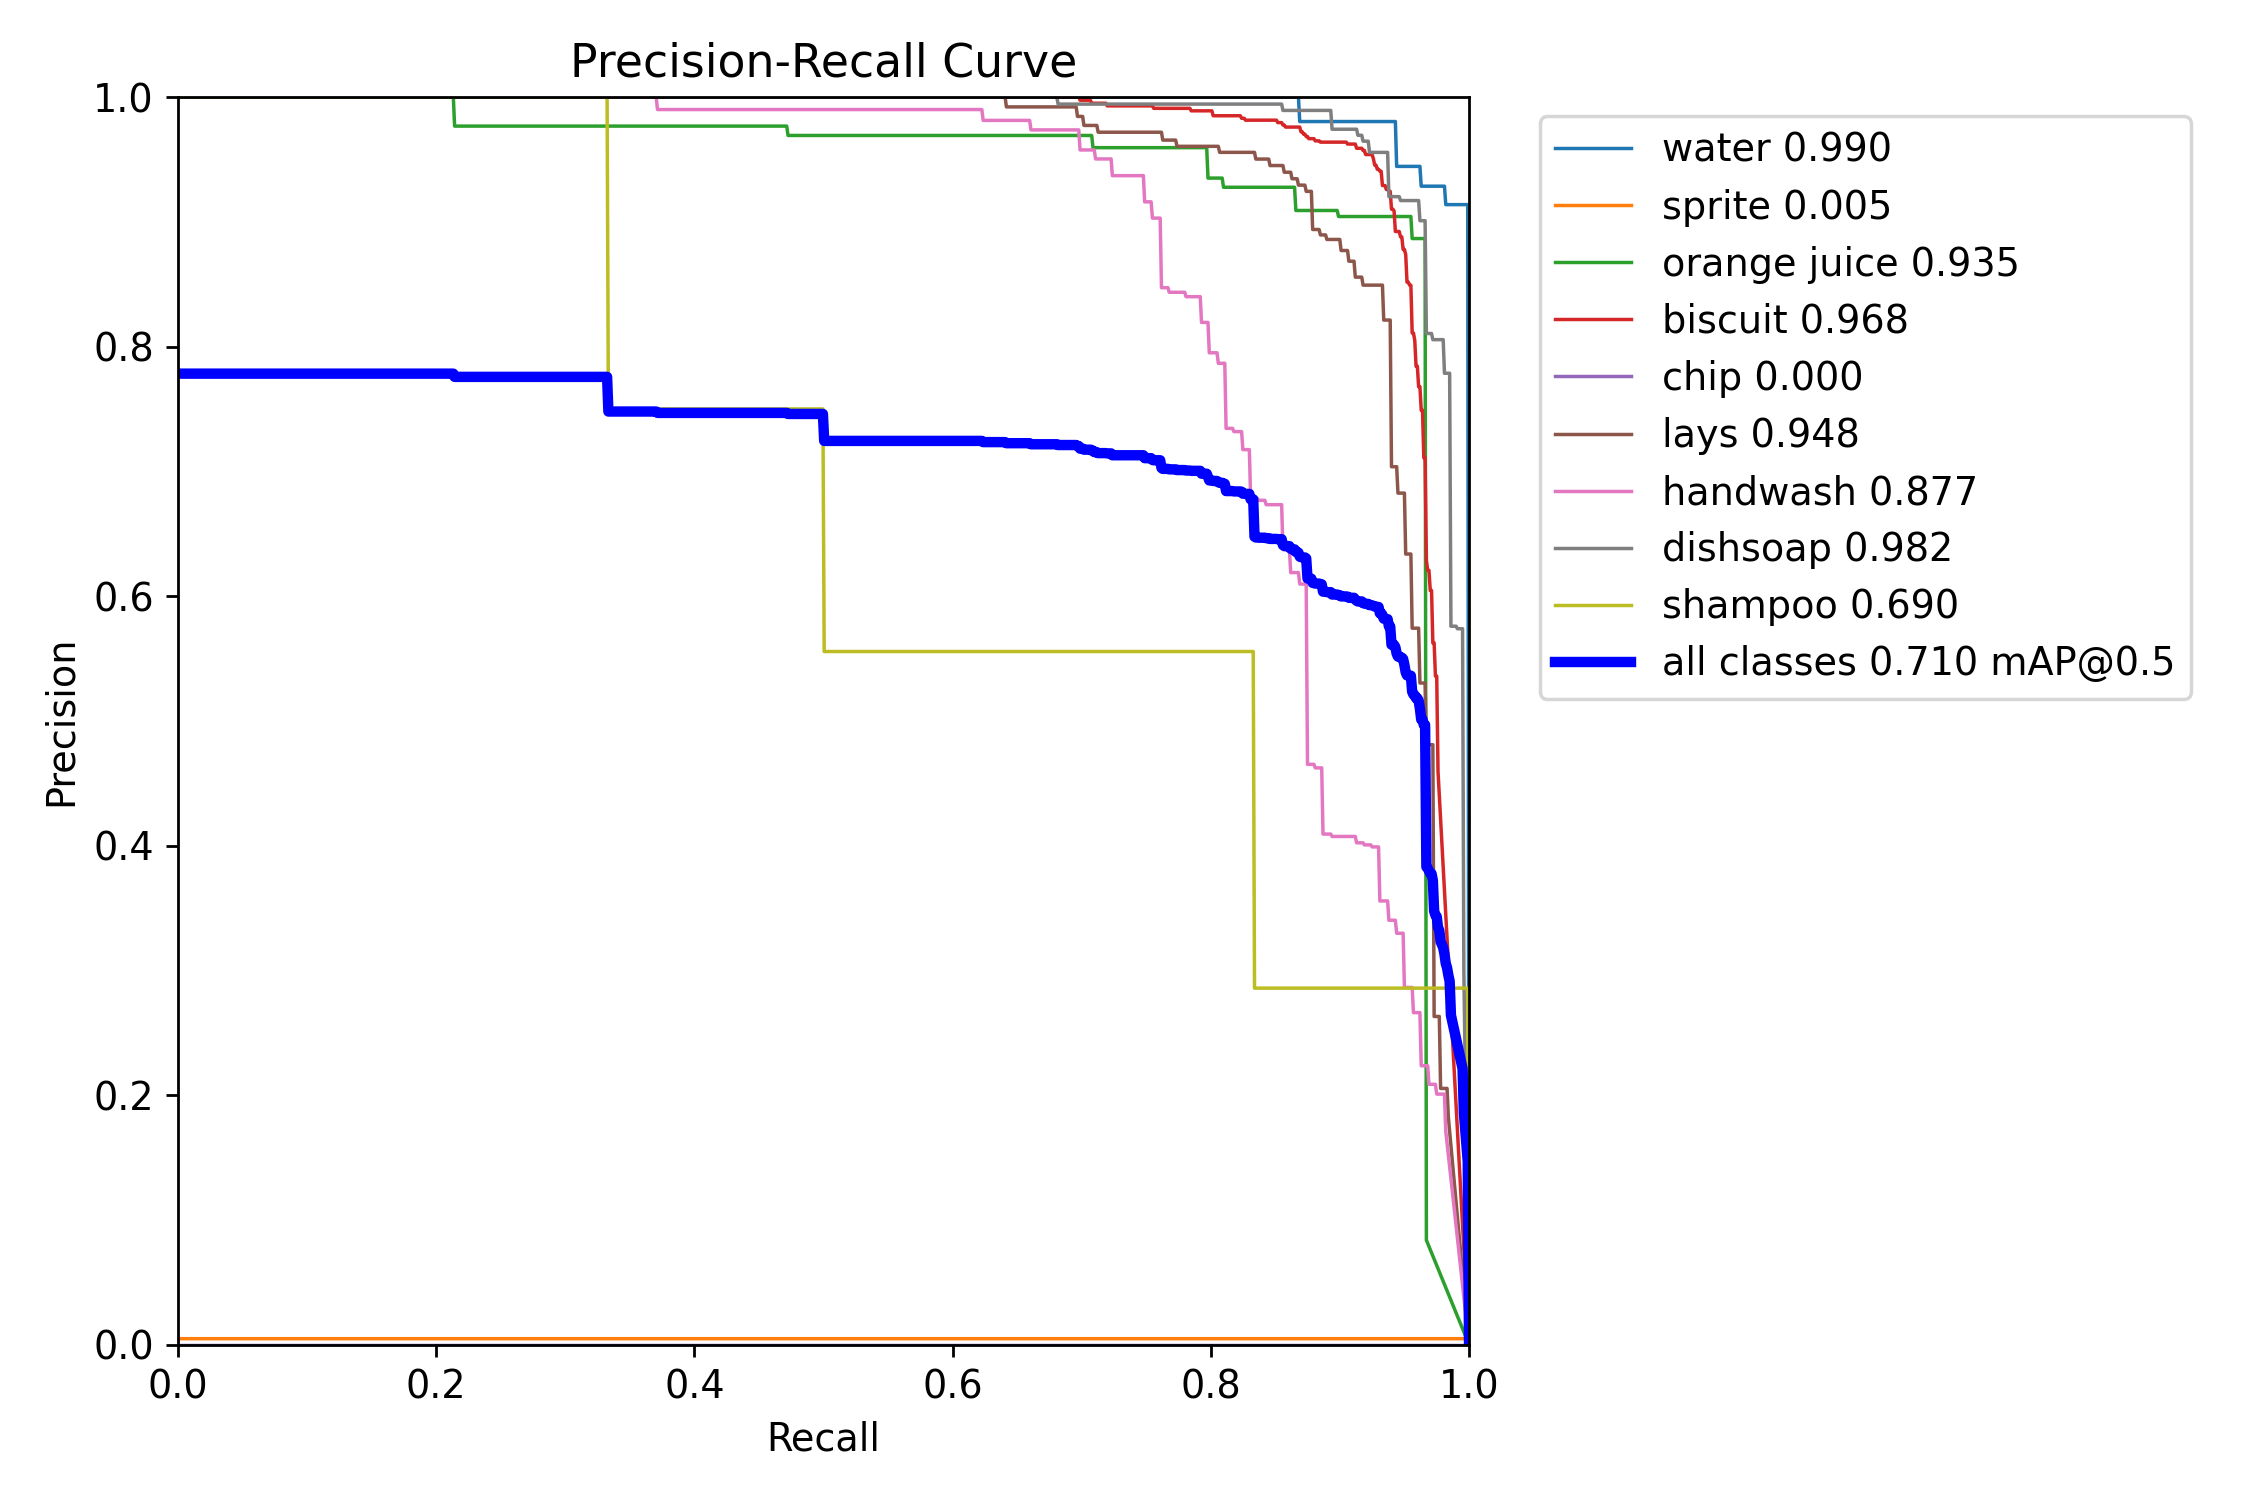 Precision-Recall Curve
1.0
0.8
0.6
0.4
0.2
0.0
Precision
0.0 0.2 0.4 0.6 0.8 1.0
Recall
water 0.990
sprite 0.005
orange juice 0.935
biscuit 0.968
chip 0.000
lays 0.948
handwash 0.877
dishsoap 0.982
shampoo 0.690
all classes 0.710 mAP@0.5